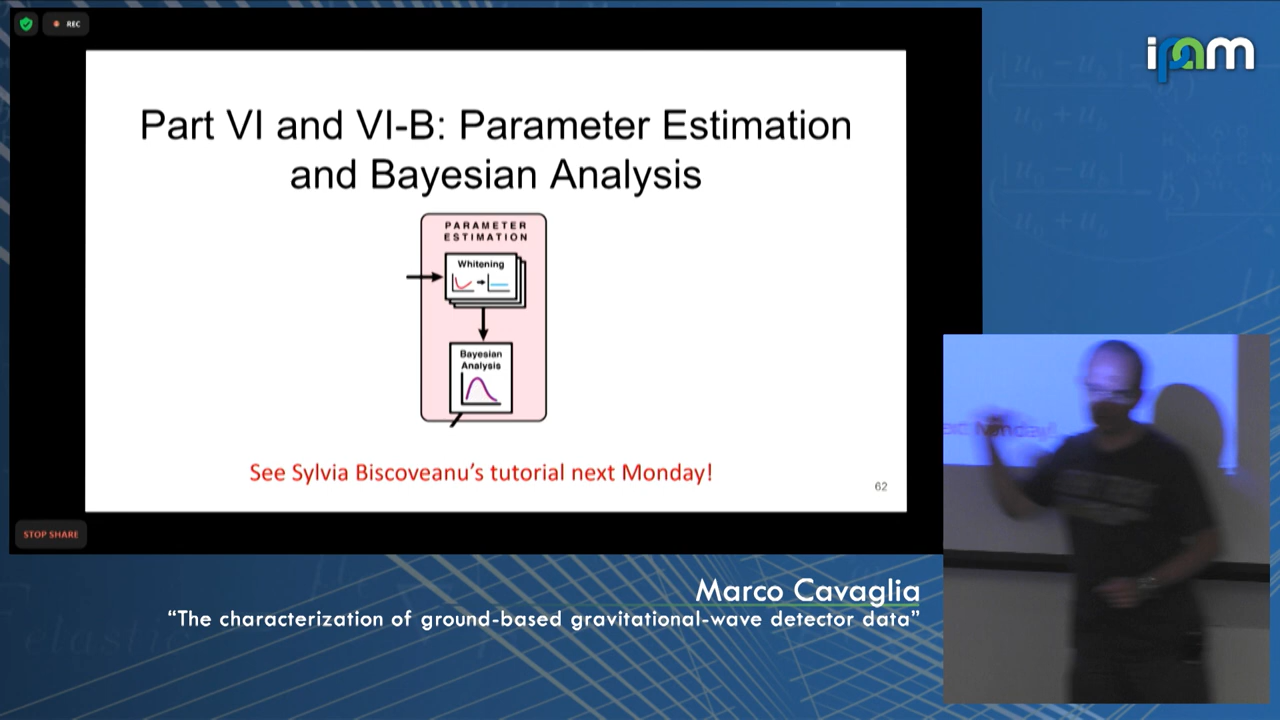 REC
ipam
Part VI and VI-B: Parameter Estimation
and Bayesian Analysis
PARAMETER
ESTIMATION
Whitening
Bayesian
Analysis
See Sylvia Biscoveanu’s tutorial next Monday!
62
STOP SHARE
Marco Cavaglia
“The characterization of ground-based gravitational-wave detector data”
elastic